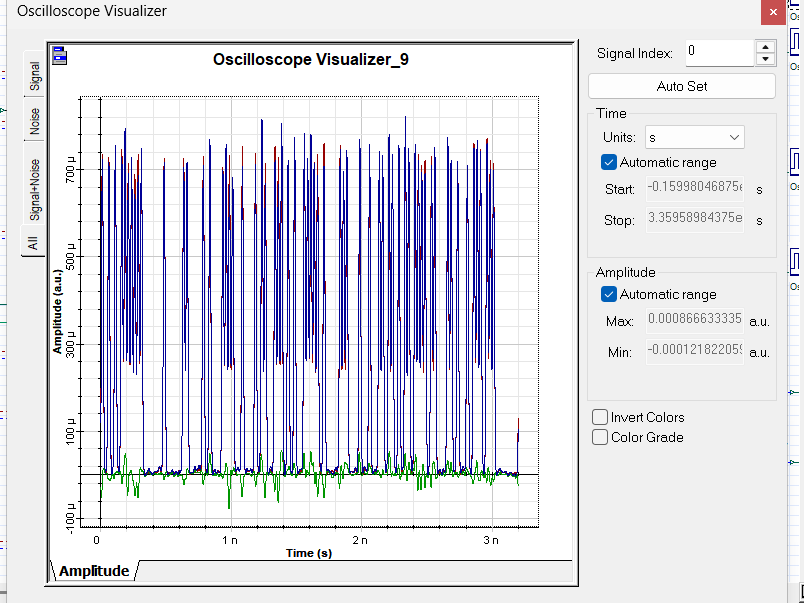 Oscilloscope Visualizer
Signal
Noise
Signal+Noise
All
Oscilloscope Visualizer_9
Amplitude (a.u.)
700 µ
500 µ
300 µ
100 µ
-100 µ
0
1 n
2 n
3 n
Time (s)
Amplitude
Signal Index: 0
Auto Set
Time
Units: s
Automatic range
Start: -0.15998046875e s
Stop: 3.35958984375e s
Amplitude
Automatic range
Max: 0.000866633335 a.u.
Min: -0.000121822059 a.u.
Invert Colors
Color Grade